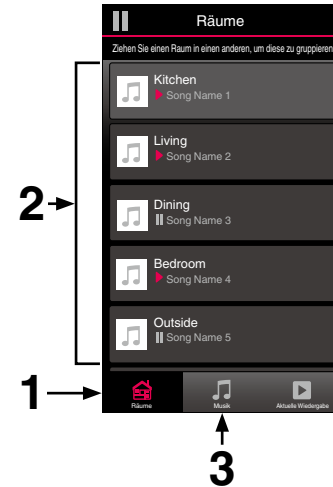 Räume
Ziehen Sie einen Raum in einen anderen, um diese zu gruppieren
Kitchen
Song Name 1
Living
Song Name 2
Dining
Song Name 3
Bedroom
Song Name 4
Outside
Song Name 5
Räume Musik Aktuelle Wiedergabe
2
1
3